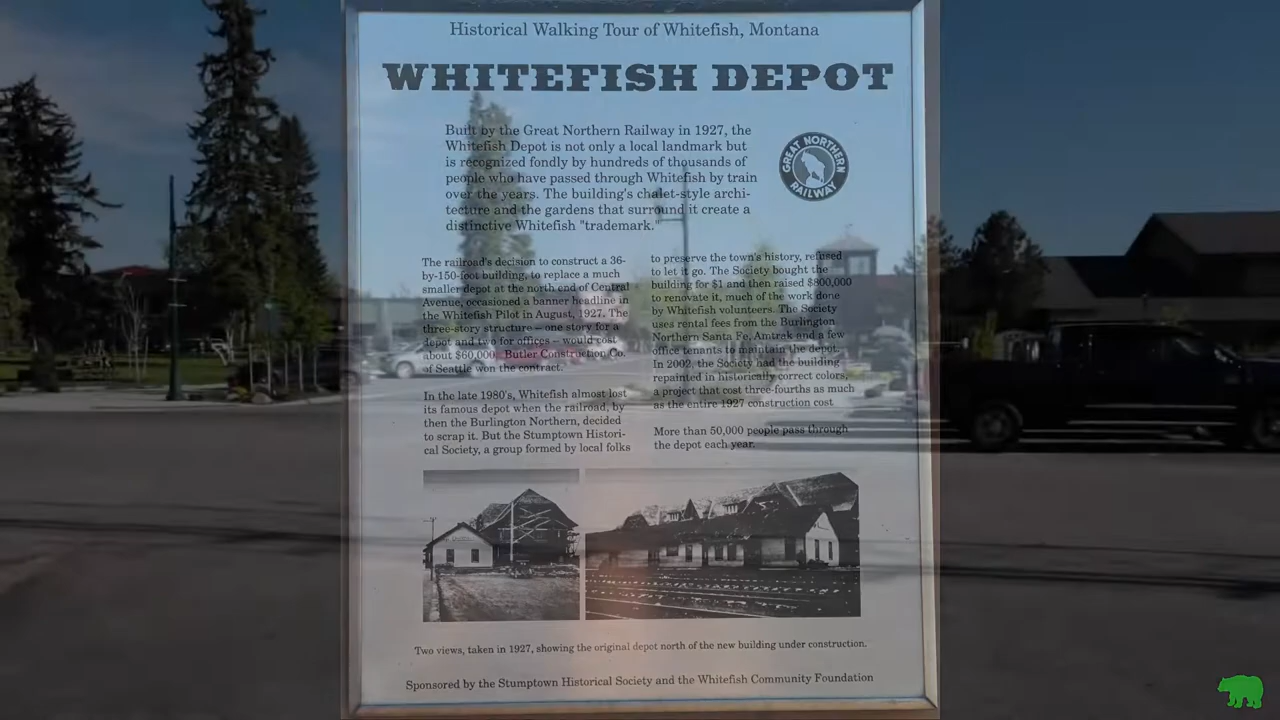 Historical Walking Tour of Whitefish, Montana
WHITEFISH DEPOT
Built by the Great Northern Railway in 1927, the
Whitefish Depot is not only a local landmark but
is recognized fondly by hundreds of thousands of
people who have passed through Whitefish by train
over the years. The building's chalet-style archi-
tecture and the gardens that surround it create a
distinctive Whitefish "trademark."
GREAT NORTHERN
RAILWAY
The railroad's decision to construct a 36-
by-150-foot building, to replace a much
smaller depot at the north end of Central
Avenue, occasioned a banner headline in
the Whitefish Pilot in August, 1927. The
three-story structure – one story for a
depot and two for offices – would cost
about $60,000. Butler Construction Co.
of Seattle won the contract.
In the late 1980's, Whitefish almost lost
its famous depot when the railroad, by
then the Burlington Northern, decided
to scrap it. But the Stumptown Histori-
cal Society, a group formed by local folks
to preserve the town's history, refused
to let it go. The Society bought the
building for $1 and then raised $800,000
to renovate it, much of the work done
by Whitefish volunteers. The Society
uses rental fees from the Burlington
Northern Santa Fe, Amtrak and a few
office tenants to maintain the depot.
In 2002, the Society had the building
repainted in historically correct colors,
a project that cost three-fourths as much
as the entire 1927 construction cost
More than 50,000 people pass through
the depot each year.
Two views, taken in 1927, showing the original depot north of the new building under construction.
Sponsored by the Stumptown Historical Society and the Whitefish Community Foundation